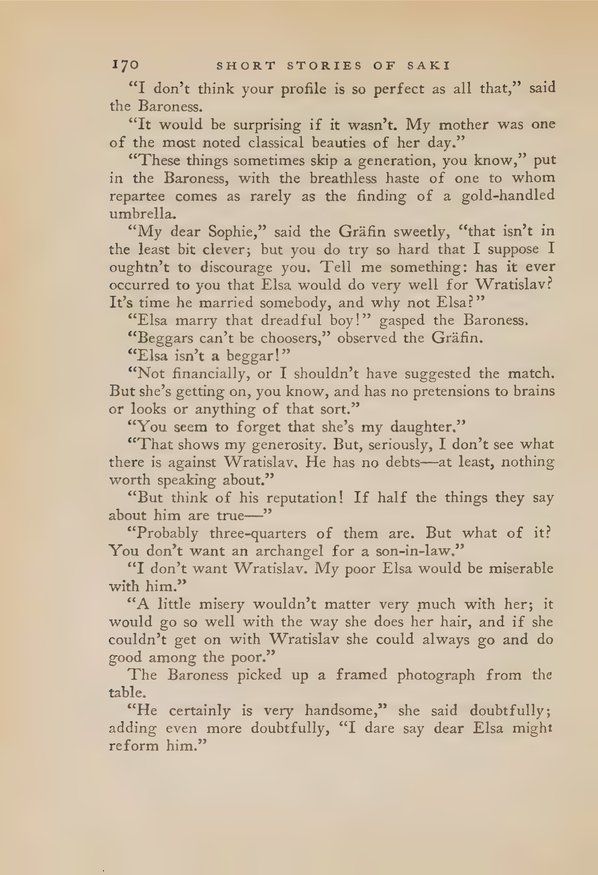 170 SHORT STORIES OF SAKI
“I don’t think your profile is so perfect as all that,” said
the Baroness.
“It would be surprising if it wasn’t. My mother was one
of the most noted classical beauties of her day.”
“These things sometimes skip a generation, you know,” put
in the Baroness, with the breathless haste of one to whom
repartee comes as rarely as the finding of a gold-handled
umbrella.
“My dear Sophie,” said the Gräfin sweetly, “that isn’t in
the least bit clever; but you do try so hard that I suppose I
oughtn’t to discourage you. Tell me something: has it ever
occurred to you that Elsa would do very well for Wratislav?
It’s time he married somebody, and why not Elsa?”
“Elsa marry that dreadful boy!” gasped the Baroness.
“Beggars can’t be choosers,” observed the Gräfin.
“Elsa isn’t a beggar!”
“Not financially, or I shouldn’t have suggested the match.
But she’s getting on, you know, and has no pretensions to brains
or looks or anything of that sort.”
“You seem to forget that she’s my daughter.”
“That shows my generosity. But, seriously, I don’t see what
there is against Wratislav. He has no debts—at least, nothing
worth speaking about.”
“But think of his reputation! If half the things they say
about him are true—”
“Probably three-quarters of them are. But what of it?
You don’t want an archangel for a son-in-law.”
“I don’t want Wratislav. My poor Elsa would be miserable
with him.”
“A little misery wouldn’t matter very much with her; it
would go so well with the way she does her hair, and if she
couldn’t get on with Wratislav she could always go and do
good among the poor.”
The Baroness picked up a framed photograph from the
table.
“He certainly is very handsome,” she said doubtfully;
adding even more doubtfully, “I dare say dear Elsa might
reform him.”